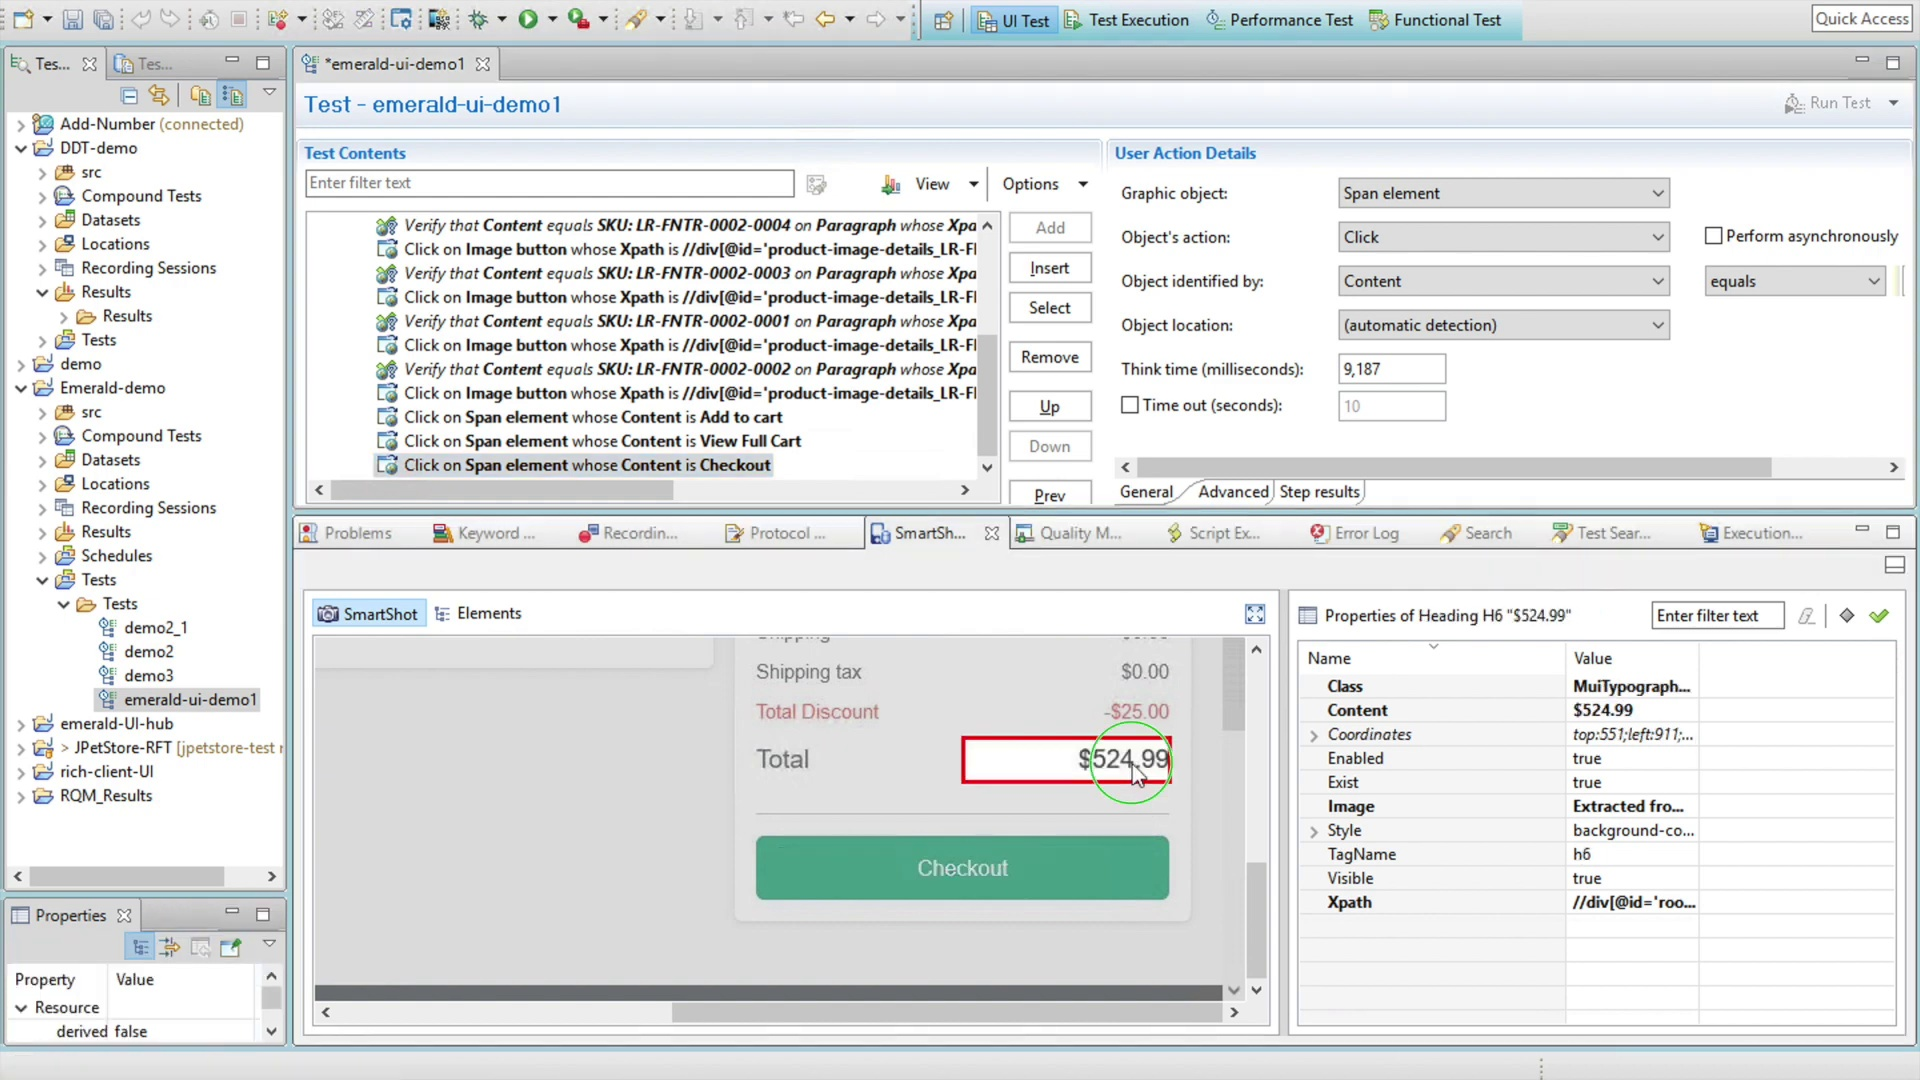 UI Test
Test Execution
Performance Test
Functional Test
Quick Access
Tes...
Tes...
*emerald-ui-demo1
Test - emerald-ui-demo1
Run Test
Add-Number (connected)
DDT-demo
src
Compound Tests
Datasets
Locations
Recording Sessions
Results
Results
Tests
demo
Emerald-demo
src
Compound Tests
Datasets
Locations
Recording Sessions
Results
Schedules
Tests
Tests
demo2_1
demo2
demo3
emerald-ui-demo1
emerald-UI-hub
> JPetStore-RFT [jpetstore-test r
rich-client-UI
RQM_Results
Properties
Property Value
Resource
derived false
Test Contents
Enter filter text
View
Options
Verify that Content equals SKU: LR-FNTR-0002-0004 on Paragraph whose Xpa
Click on Image button whose Xpath is //div[@id='product-image-details_LR-FI
Verify that Content equals SKU: LR-FNTR-0002-0003 on Paragraph whose Xpa
Click on Image button whose Xpath is //div[@id='product-image-details_LR-FI
Verify that Content equals SKU: LR-FNTR-0002-0001 on Paragraph whose Xpa
Click on Image button whose Xpath is //div[@id='product-image-details_LR-FI
Verify that Content equals SKU: LR-FNTR-0002-0002 on Paragraph whose Xpa
Click on Image button whose Xpath is //div[@id='product-image-details_LR-FI
Click on Span element whose Content is Add to cart
Click on Span element whose Content is View Full Cart
Click on Span element whose Content is Checkout
Add
Insert
Select
Remove
Up
Down
Prev
User Action Details
Graphic object: Span element
Object's action: Click
Perform asynchronously
Object identified by: Content equals
Object location: (automatic detection)
Think time (milliseconds): 9,187
Time out (seconds): 10
General Advanced Step results
Problems
Keyword ...
Recordin...
Protocol ...
SmartSh...
Quality M...
Script Ex...
Error Log
Search
Test Sear...
Execution...
SmartShot
Elements
Shipping
Shipping tax $0.00
Total Discount -$25.00
Total $524.99
Checkout
Properties of Heading H6 "$524.99"
Enter filter text
Name Value
Class MuiTypograph...
Content $524.99
Coordinates top:551;left:911;...
Enabled true
Exist true
Image Extracted fro...
Style background-co...
TagName h6
Visible true
Xpath //div[@id='roo...